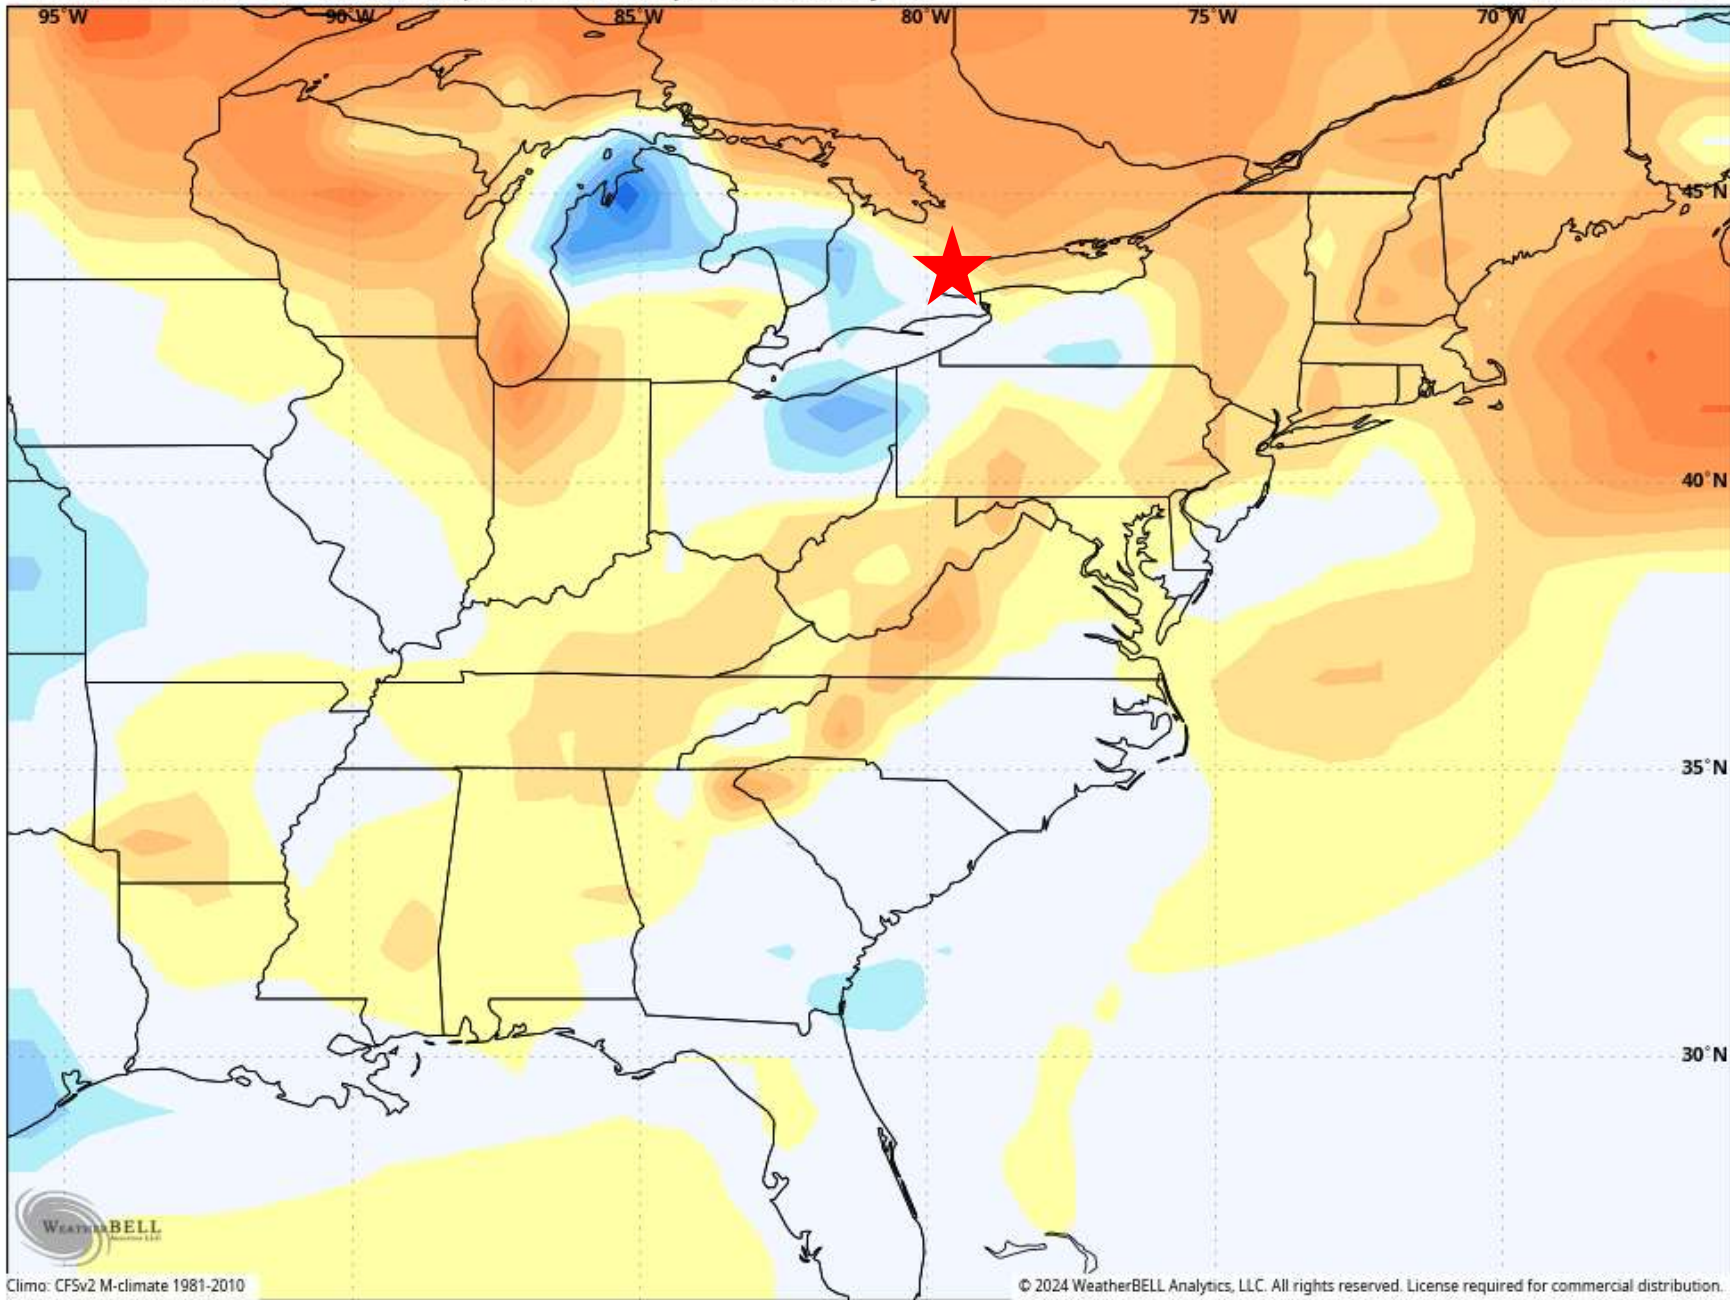 95°W 90°W 85°W 80°W 75°W 70°W
45°N
40°N
35°N
30°N
WEATHERBELL
Climo: CFSv2 M-climate 1981-2010
© 2024 WeatherBELL Analytics, LLC. All rights reserved. License required for commercial distribution.